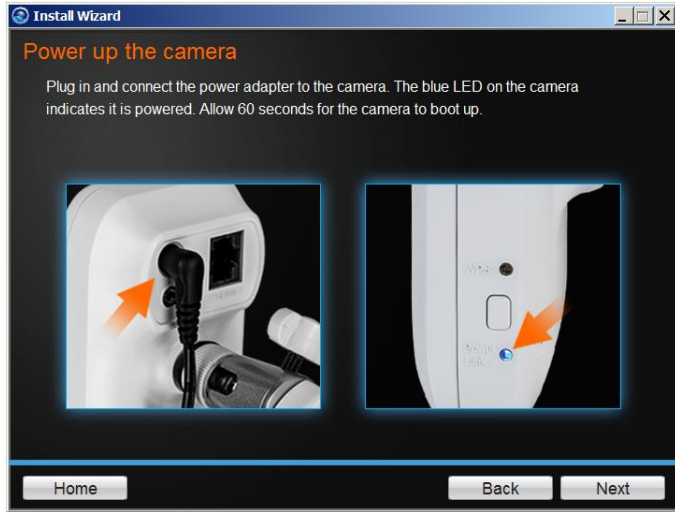 Install Wizard
Power up the camera
Plug in and connect the power adapter to the camera. The blue LED on the camera
indicates it is powered. Allow 60 seconds for the camera to boot up.
WPS
Power
Home
Back
Next